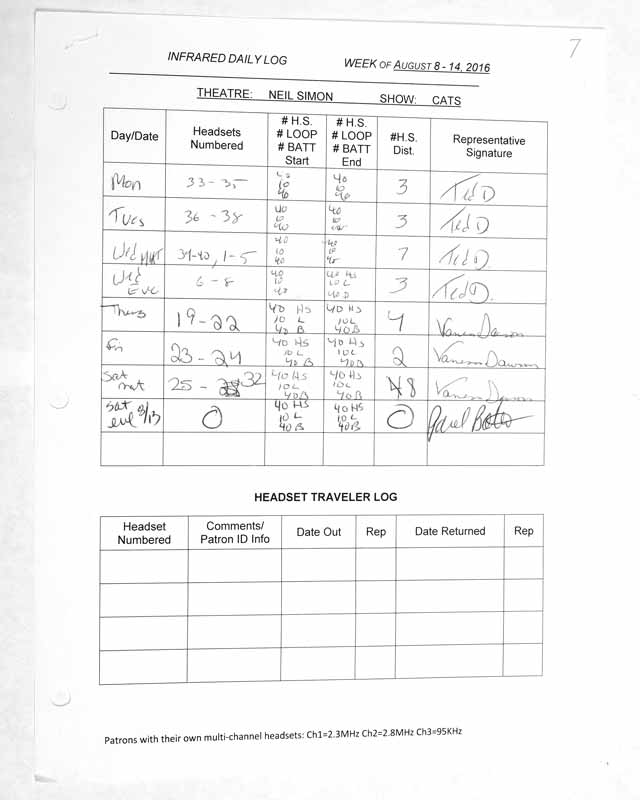 7
INFRARED DAILY LOG WEEK OF AUGUST 8 - 14, 2016
THEATRE: NEIL SIMON SHOW: CATS
Day/Date Headsets Numbered # H.S. # LOOP # BATT Start # H.S. # LOOP # BATT End #H.S. Dist. Representative Signature
Mon 33-35 40 10 40 40 10 40 3 Ted D
Tues 36-38 40 10 40 40 10 40 3 Ted D
Wed MAT 39-40, 1-5 40 10 40 40 10 40 7 Ted D.
Wed Eve 6-8 40 10 40 40 HS 10 L 40 B 3 Ted D.
Thurs 19-22 40 HS 10 L 40 B 40 HS 10 L 40 B 4 Vanessa Dawson
Fri 23-24 40 HS 10 L 40 B 40 HS 10 L 40 B 2 Vanessa Dawson
Sat mat 25-32 40 HS 10 L 40 B 40 HS 10 L 40 B 8 Vanessa Dawson
Sat eve 8/13 0 40 HS 10 L 40 B 40 HS 10 L 40 B 0
HEADSET TRAVELER LOG
Headset Numbered Comments/ Patron ID Info Date Out Rep Date Returned Rep
Patrons with their own multi-channel headsets: Ch1=2.3MHz Ch2=2.8MHz Ch3=95KHz